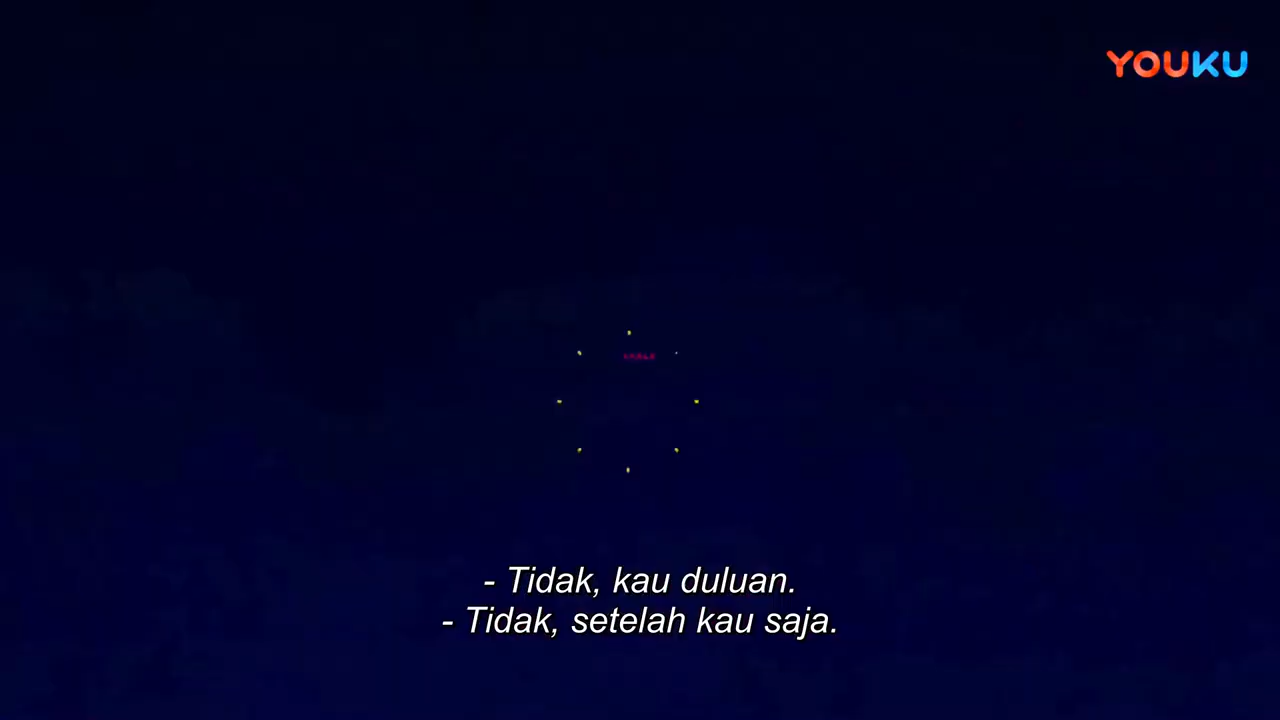 YOUKU
- Tidak, kau duluan.
- Tidak, setelah kau saja.